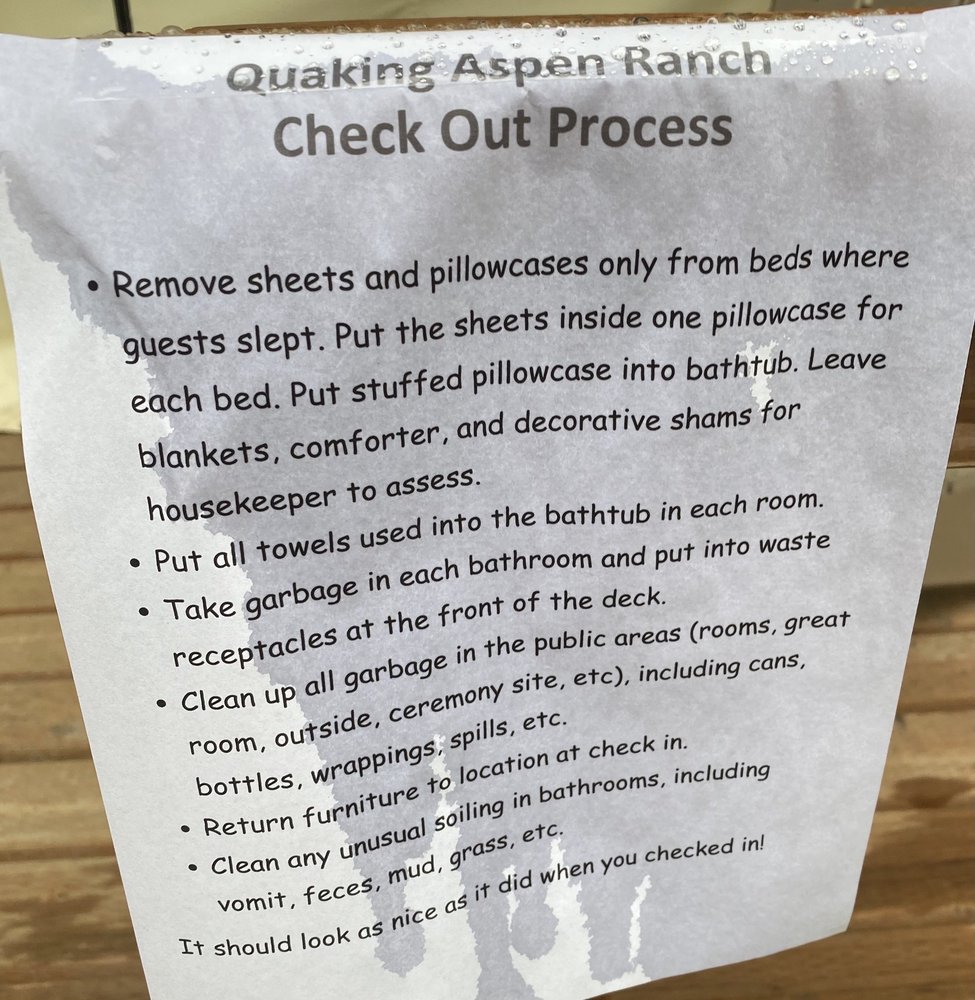 Quaking Aspen Ranch
Check Out Process
• Remove sheets and pillowcases only from beds where
guests slept. Put the sheets inside one pillowcase for
each bed. Put stuffed pillowcase into bathtub. Leave
blankets, comforter, and decorative shams for
housekeeper to assess.
• Put all towels used into the bathtub in each room.
• Take garbage in each bathroom and put into waste
receptacles at the front of the deck.
• Clean up all garbage in the public areas (rooms, great
room, outside, ceremony site, etc), including cans,
bottles, wrappings, spills, etc.
• Return furniture to location at check in.
• Clean any unusual soiling in bathrooms, including
vomit, feces, mud, grass, etc.
It should look as nice as it did when you checked in!